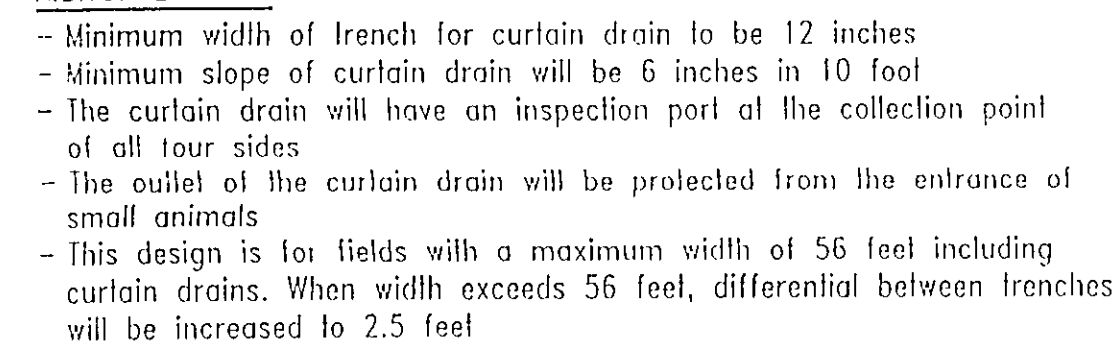 -- Minimum width of trench for curtain drain to be 12 inches
- Minimum slope of curtain drain will be 6 inches in 10 foot
- The curtain drain will have an inspection port at the collection point
of all four sides
- The outlet of the curtain drain will be protected from the entrance of
small animals
- This design is for fields with a maximum width of 56 feet including
curtain drains. When width exceeds 56 feet, differential between trenches
will be increased to 2.5 feet